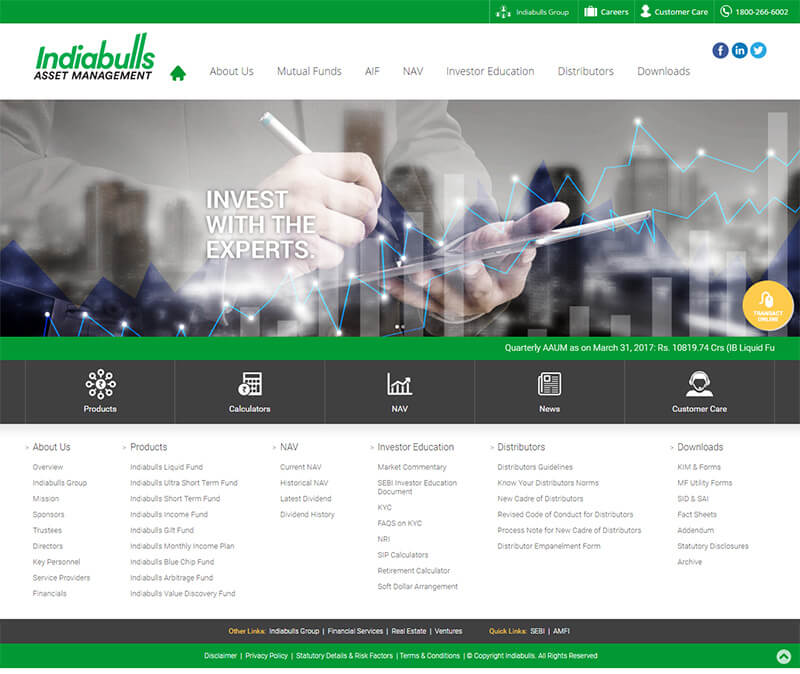 Indiabulls Group
Careers
Customer Care
1800-266-6002
Indiabulls
ASSET MANAGEMENT
About Us
Mutual Funds
AIF
NAV
Investor Education
Distributors
Downloads
INVEST
WITH THE
EXPERTS.
TRANSACT
ONLINE
Quarterly AAUM as on March 31, 2017: Rs. 10819.74 Crs (IB Liquid Fu
Products
Calculators
NAV
News
Customer Care
> About Us
Overview
Indiabulls Group
Mission
Sponsors
Trustees
Directors
Key Personnel
Service Providers
Financials
> Products
Indiabulls Liquid Fund
Indiabulls Ultra Short Term Fund
Indiabulls Short Term Fund
Indiabulls Income Fund
Indiabulls Gilt Fund
Indiabulls Monthly Income Plan
Indiabulls Blue Chip Fund
Indiabulls Arbitrage Fund
Indiabulls Value Discovery Fund
> NAV
Current NAV
Historical NAV
Latest Dividend
Dividend History
> Investor Education
Market Commentary
SEBI Investor Education
Document
KYC
FAQS on KYC
NRI
SIP Calculators
Retirement Calculator
Soft Dollar Arrangement
> Distributors
Distributors Guidelines
Know Your Distributors Norms
New Cadre of Distributors
Revised Code of Conduct for Distributors
Process Note for New Cadre of Distributors
Distributor Empanelment Form
> Downloads
KIM & Forms
MF Utility Forms
SID & SAI
Fact Sheets
Addendum
Statutory Disclosures
Archive
Other Links: Indiabulls Group | Financial Services | Real Estate | Ventures
Quick Links: SEBI | AMFI
Disclaimer | Privacy Policy | Statutory Details & Risk Factors | Terms & Conditions | © Copyright Indiabulls. All Rights Reserved